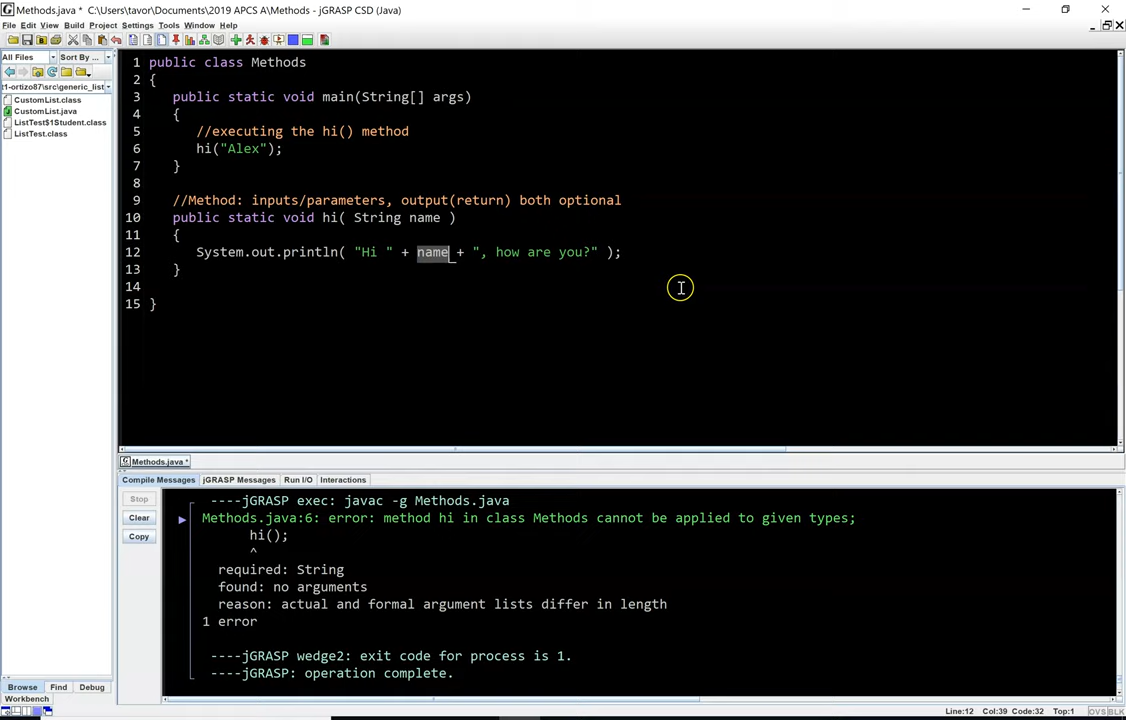 Methods.java * C:\Users\tavor\Documents\2019 APCS A\Methods - jGRASP CSD (Java)
File Edit View Build Project Settings Tools Window Help
All Files Sort By ...
t1-ortizo87\src\generic_list
CustomList.class
CustomList.java
ListTest$1Student.class
ListTest.class
1 public class Methods
2 {
3 public static void main(String[] args)
4 {
5 //executing the hi() method
6 hi("Alex");
7 }
8
9 //Method: inputs/parameters, output(return) both optional
10 public static void hi( String name )
11 {
12 System.out.println( "Hi " + name + ", how are you?" );
13 }
14
15 }
Methods.java *
Compile Messages jGRASP Messages Run I/O Interactions
Stop
Clear
Copy
----jGRASP exec: javac -g Methods.java
Methods.java:6: error: method hi in class Methods cannot be applied to given types;
hi();
^
required: String
found: no arguments
reason: actual and formal argument lists differ in length
1 error
----jGRASP wedge2: exit code for process is 1.
----jGRASP: operation complete.
Browse Find Debug
Workbench
Line:12 Col:39 Code:32 Top:1 OVS BLK